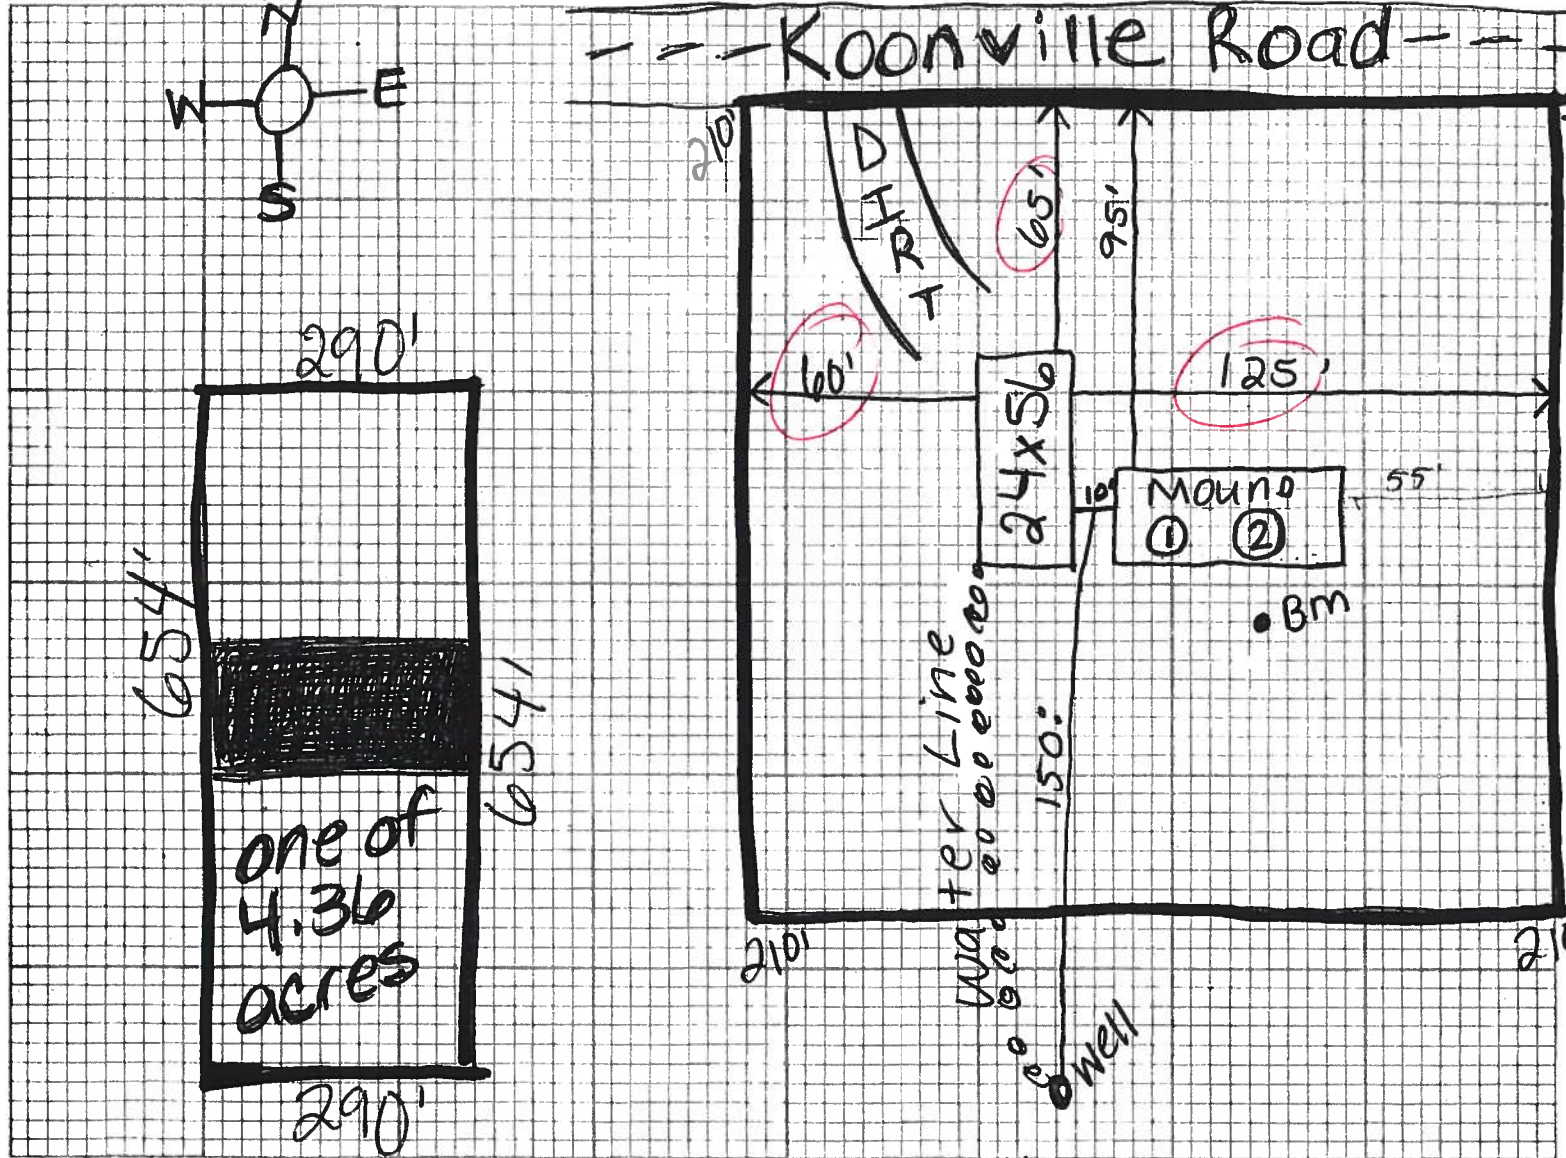 N
W E
S
Koonville Road
210'
DIRT
65'
95'
60'
125'
24x56
10'
Mound
① ②
55'
BM
Water Line
150'
210'
210
Well
290'
654'
654'
one of
4.36
acres
290'